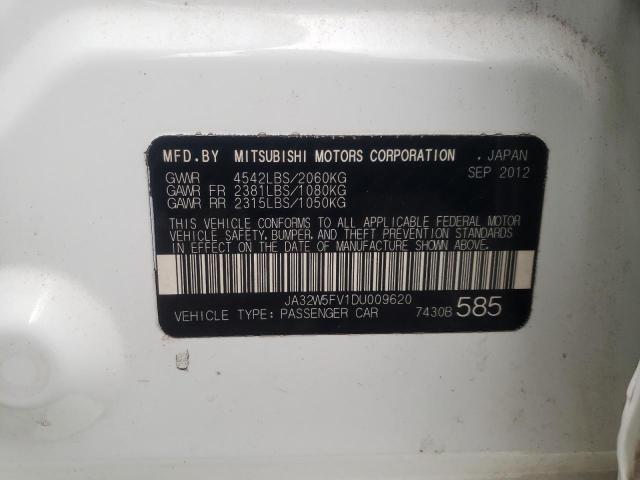 MFD.BY MITSUBISHI MOTORS CORPORATION , JAPAN
GVWR 4542LBS/2060KG SEP 2012
GAWR FR 2381LBS/1080KG
GAWR RR 2315LBS/1050KG
THIS VEHICLE CONFORMS TO ALL APPLICABLE FEDERAL MOTOR
VEHICLE SAFETY, BUMPER, AND THEFT PREVENTION STANDARDS
IN EFFECT ON THE DATE OF MANUFACTURE SHOWN ABOVE.
JA32W5FV1DU009620
VEHICLE TYPE: PASSENGER CAR 7430B 585